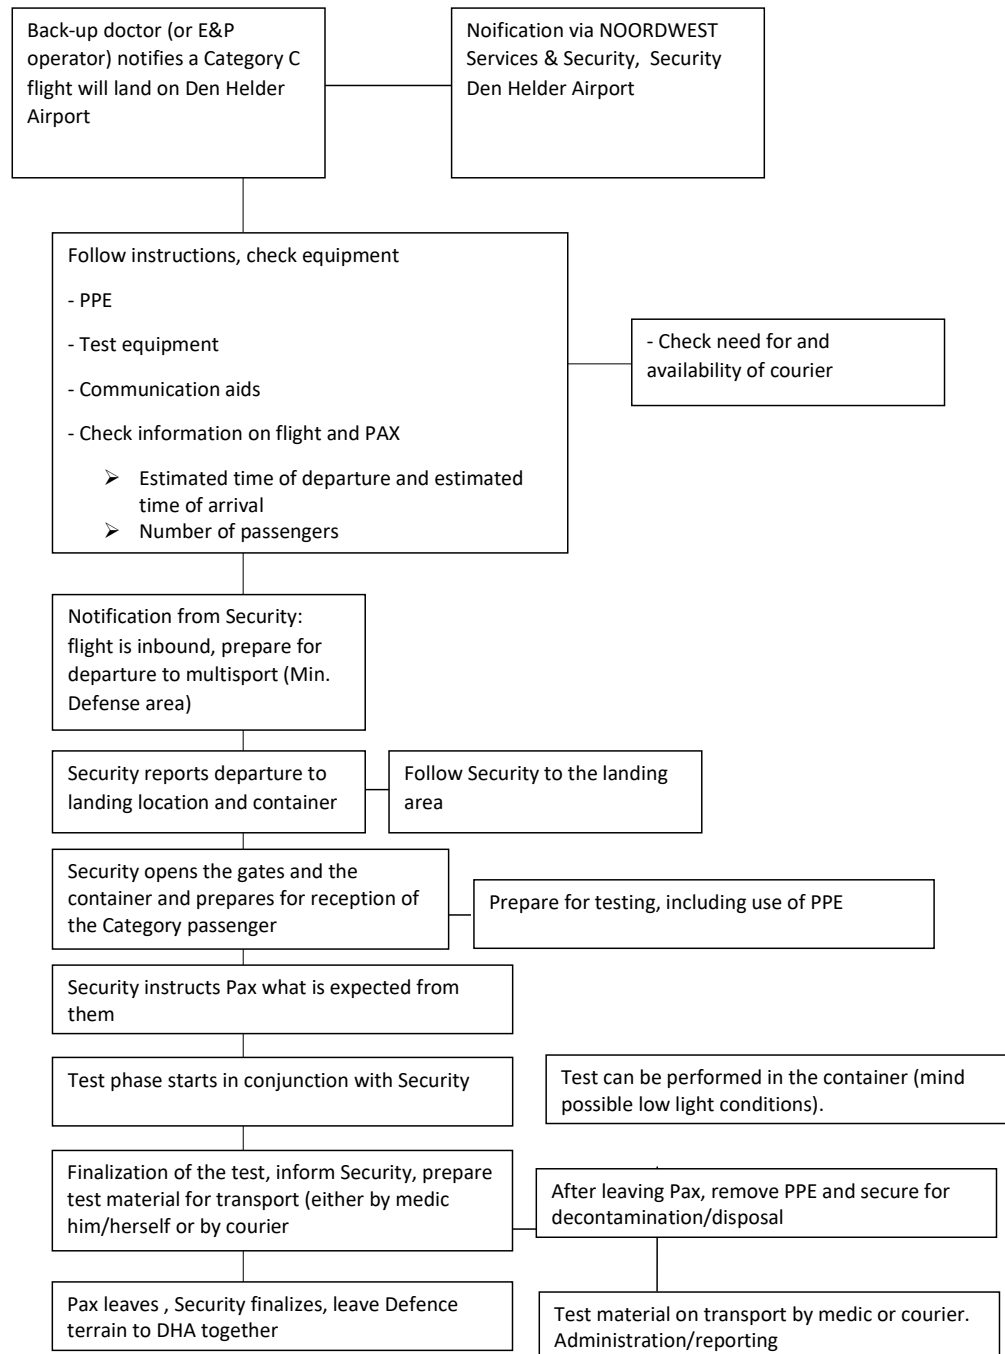 Back-up doctor (or E&P
operator) notifies a Category C
flight will land on Den Helder
Airport
Noification via NOORDWEST
Services & Security, Security
Den Helder Airport
Follow instructions, check equipment
- PPE
- Test equipment
- Communication aids
- Check information on flight and PAX
➢ Estimated time of departure and estimated
time of arrival
➢ Number of passengers
- Check need for and
availability of courier
Notification from Security:
flight is inbound, prepare for
departure to multisport (Min.
Defense area)
Security reports departure to
landing location and container
Follow Security to the landing
area
Security opens the gates and the
container and prepares for reception of
the Category passenger
Prepare for testing, including use of PPE
Security instructs Pax what is expected from
them
Test phase starts in conjunction with Security
Test can be performed in the container (mind
possible low light conditions).
Finalization of the test, inform Security, prepare
test material for transport (either by medic
him/herself or by courier
After leaving Pax, remove PPE and secure for
decontamination/disposal
Pax leaves , Security finalizes, leave Defence
terrain to DHA together
Test material on transport by medic or courier.
Administration/reporting